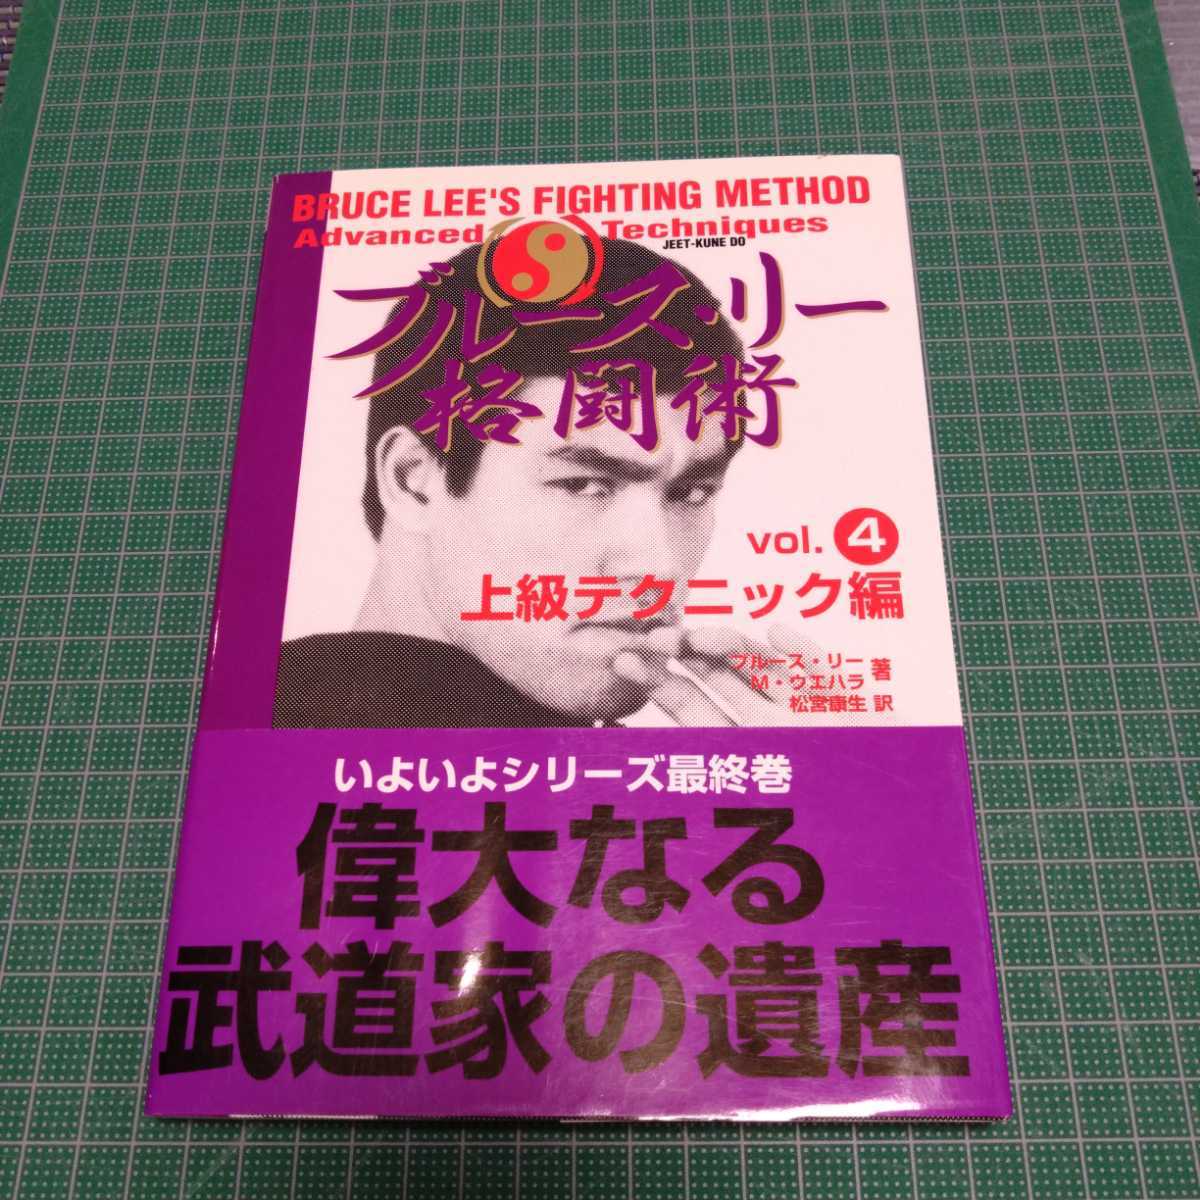 BRUCE LEE'S FIGHTING METHOD
Advanced Techniques
JEET-KUNE DO
ブルース・リー
格闘術
vol. 4
上級テクニック編
ブルース・リー
M・ウエハラ 著
松宮康生 訳
いよいよシリーズ最終巻
偉大なる
武道家の遺産